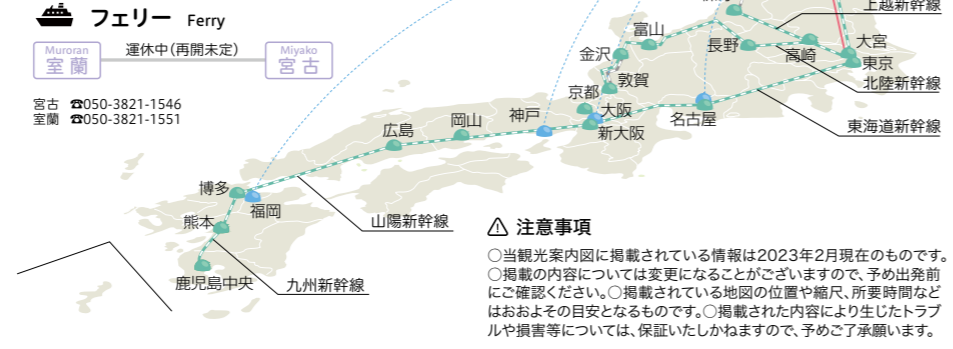 フェリー Ferry
Muroran
室蘭
運休中（再開未定）
Miyako
宮古
宮古 ☎050-3821-1546
室蘭 ☎050-3821-1551
上越新幹線
富山
長野
高崎
大宮
金沢
東京
敦賀
北陸新幹線
京都
大阪
名古屋
東海道新幹線
神戸
新大阪
岡山
広島
博多
福岡
山陽新幹線
熊本
鹿児島中央
九州新幹線
注意事項
○当観光案内図に掲載されている情報は2023年2月現在のものです。
○掲載の内容については変更になることがございますので、予め出発前
にご確認ください。○掲載されている地図の位置や縮尺、所要時間など
はおおよその目安となるものです。○掲載された内容により生じたトラブ
ルや損害等については、保証いたしかねますので、予めご了承願います。